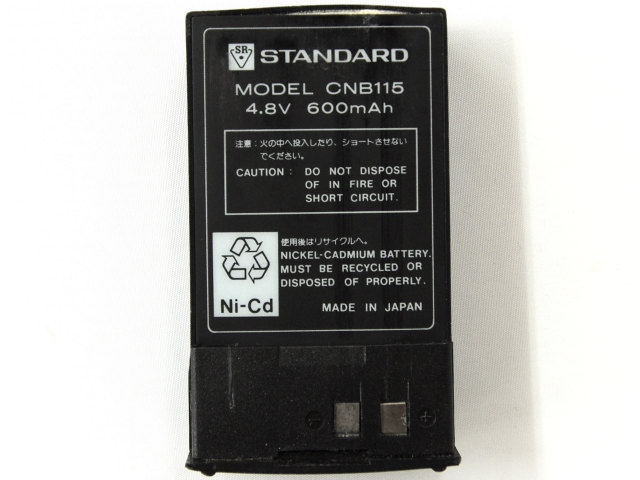 SR STANDARD
MODEL CNB115
4.8V 600mAh
注意：火の中へ投入したり、ショートさせない
でください。
CAUTION: DO NOT DISPOSE
OF IN FIRE OR
SHORT CIRCUIT.
使用後はリサイクルへ。
NICKEL-CADMIUM BATTERY.
MUST BE RECYCLED OR
DISPOSED OF PROPERLY.
Ni-Cd
MADE IN JAPAN
- +